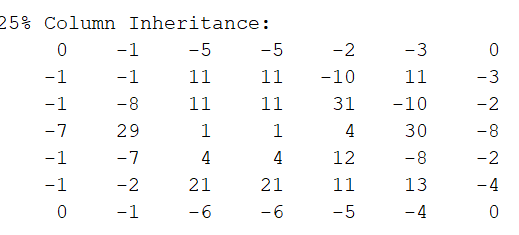 25% Column Inheritance:
0 -1 -5 -5 -2 -3 0
-1 -1 11 11 -10 11 -3
-1 -8 11 11 31 -10 -2
-7 29 1 1 4 30 -8
-1 -7 4 4 12 -8 -2
-1 -2 21 21 11 13 -4
0 -1 -6 -6 -5 -4 0